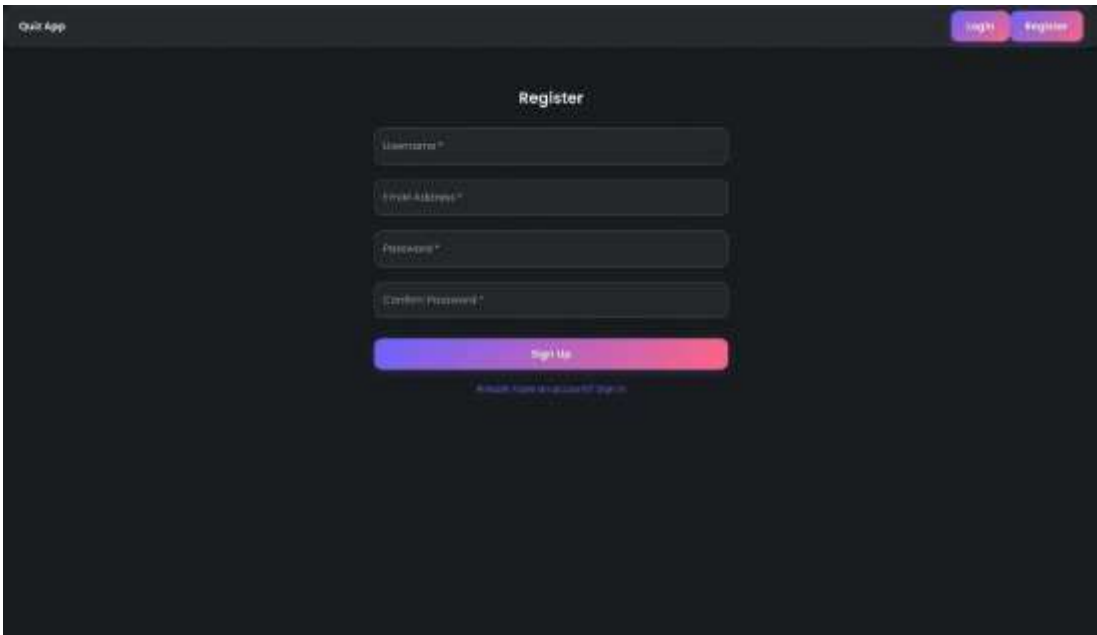 Quiz App
Login Register
Register
Username *
Email Address *
Password *
Confirm Password *
Sign Up
Already have an account? Sign in